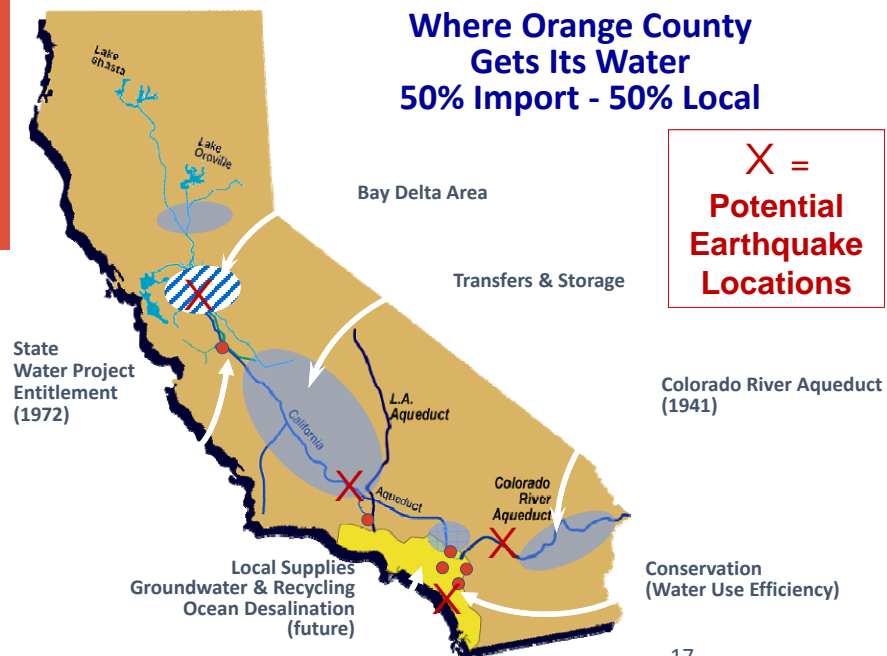 Where Orange County
Gets Its Water
50% Import - 50% Local
Lake
Shasta
Lake
Oroville
X =
Potential
Earthquake
Locations
Bay Delta Area
Transfers & Storage
State
Water Project
Entitlement
(1972)
L.A.
Aqueduct
Colorado River Aqueduct
(1941)
California
Aqueduct
Colorado
River
Aqueduct
Local Supplies
Groundwater & Recycling
Ocean Desalination
(future)
Conservation
(Water Use Efficiency)
17